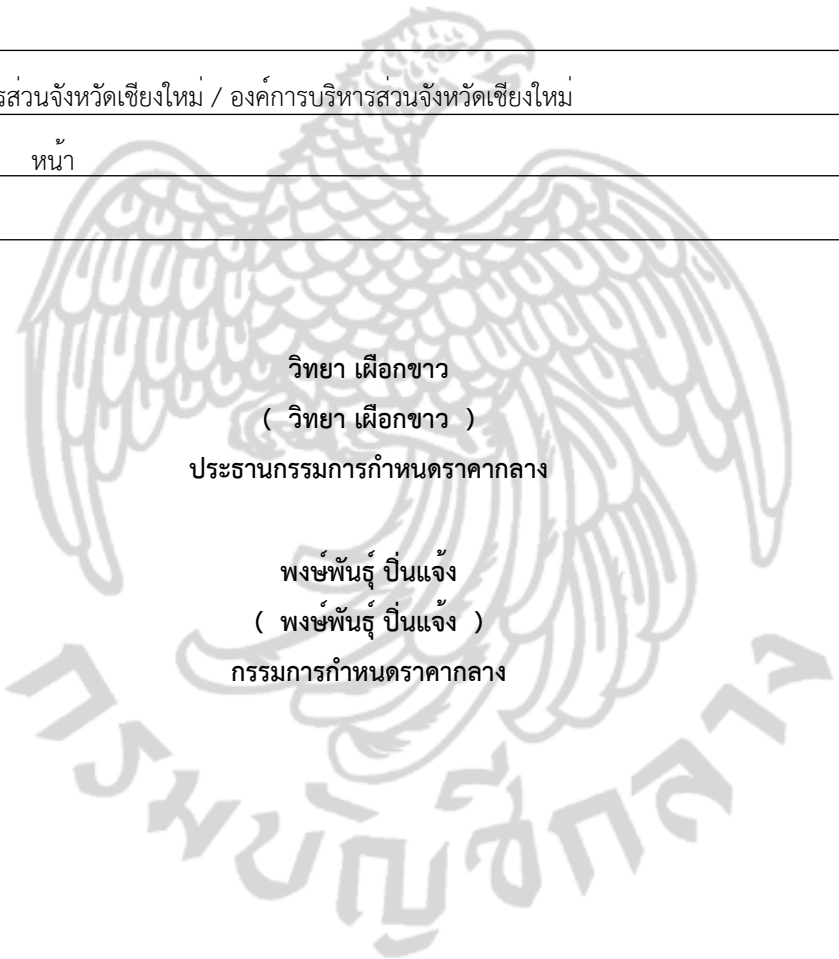 รส่วนจังหวัดเชียงใหม่ / องค์การบริหารส่วนจังหวัดเชียงใหม่
หน้า
วิทยา เผือกขาว
( วิทยา เผือกขาว )
ประธานกรรมการกำหนดราคากลาง
พงษ์พันธุ์ ปิ่นแจ้ง
( พงษ์พันธุ์ ปิ่นแจ้ง )
กรรมการกำหนดราคากลาง
กรมบัญชีกลาง